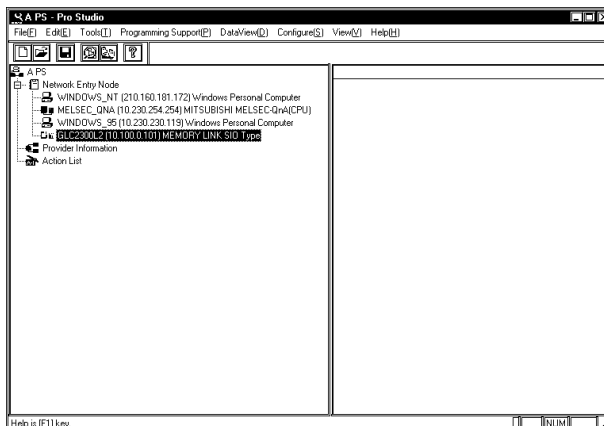 A PS - Pro Studio
File(F) Edit(E) Tools(T) Programming Support(P) DataView(D) Configure(S) View(V) Help(H)
A PS
Network Entry Node
WINDOWS_NT (210.160.181.172) Windows Personal Computer
MELSEC_QNA (10.230.254.254) MITSUBISHI MELSEC-QnA(CPU)
WINDOWS_95 (10.230.230.119) Windows Personal Computer
GLC2300L2 (10.100.0.101) MEMORY LINK SIO Type
Provider Information
Action List
Help is [F1] key
NUM